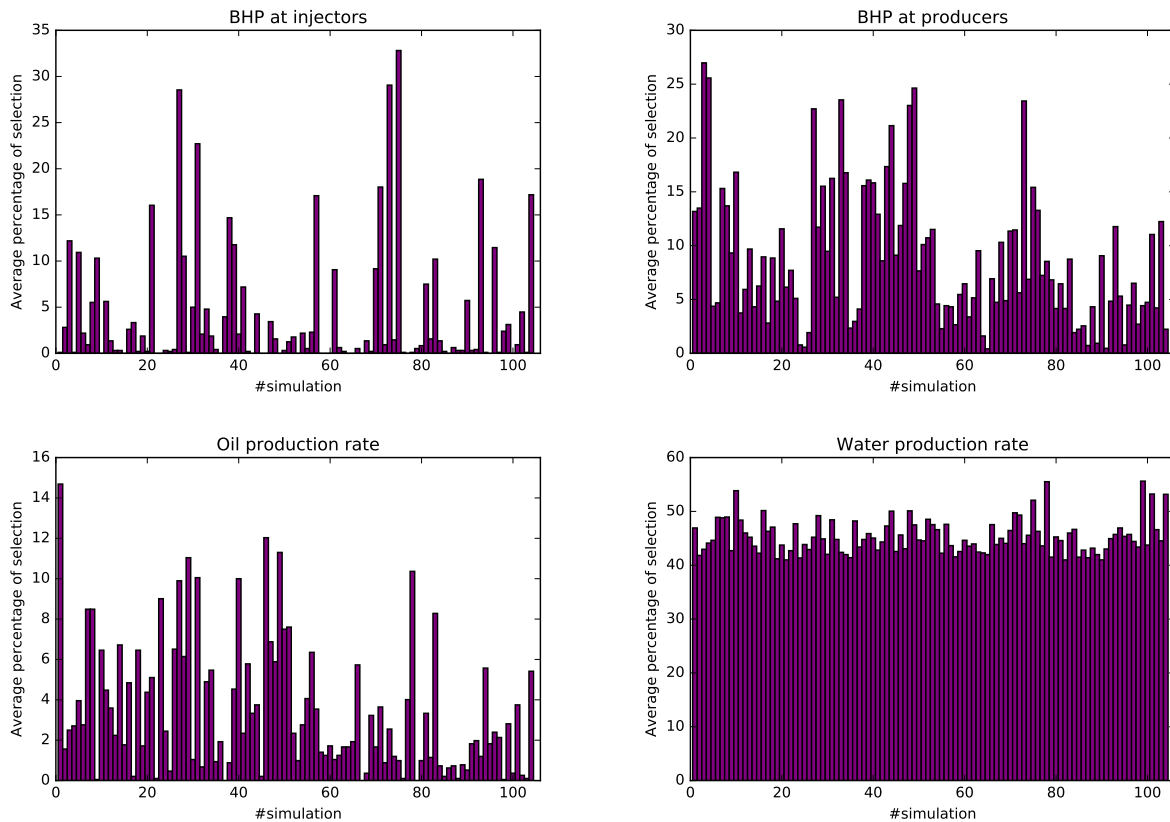 BHP at injectors
35
30
25
20
15
10
5
0
Average percentage of selection
0 20 40 60 80 100
#simulation
BHP at producers
30
25
20
15
10
5
0
Average percentage of selection
0 20 40 60 80 100
#simulation
Oil production rate
16
14
12
10
8
6
4
2
0
Average percentage of selection
0 20 40 60 80 100
#simulation
Water production rate
60
50
40
30
20
10
0
Average percentage of selection
0 20 40 60 80 100
#simulation